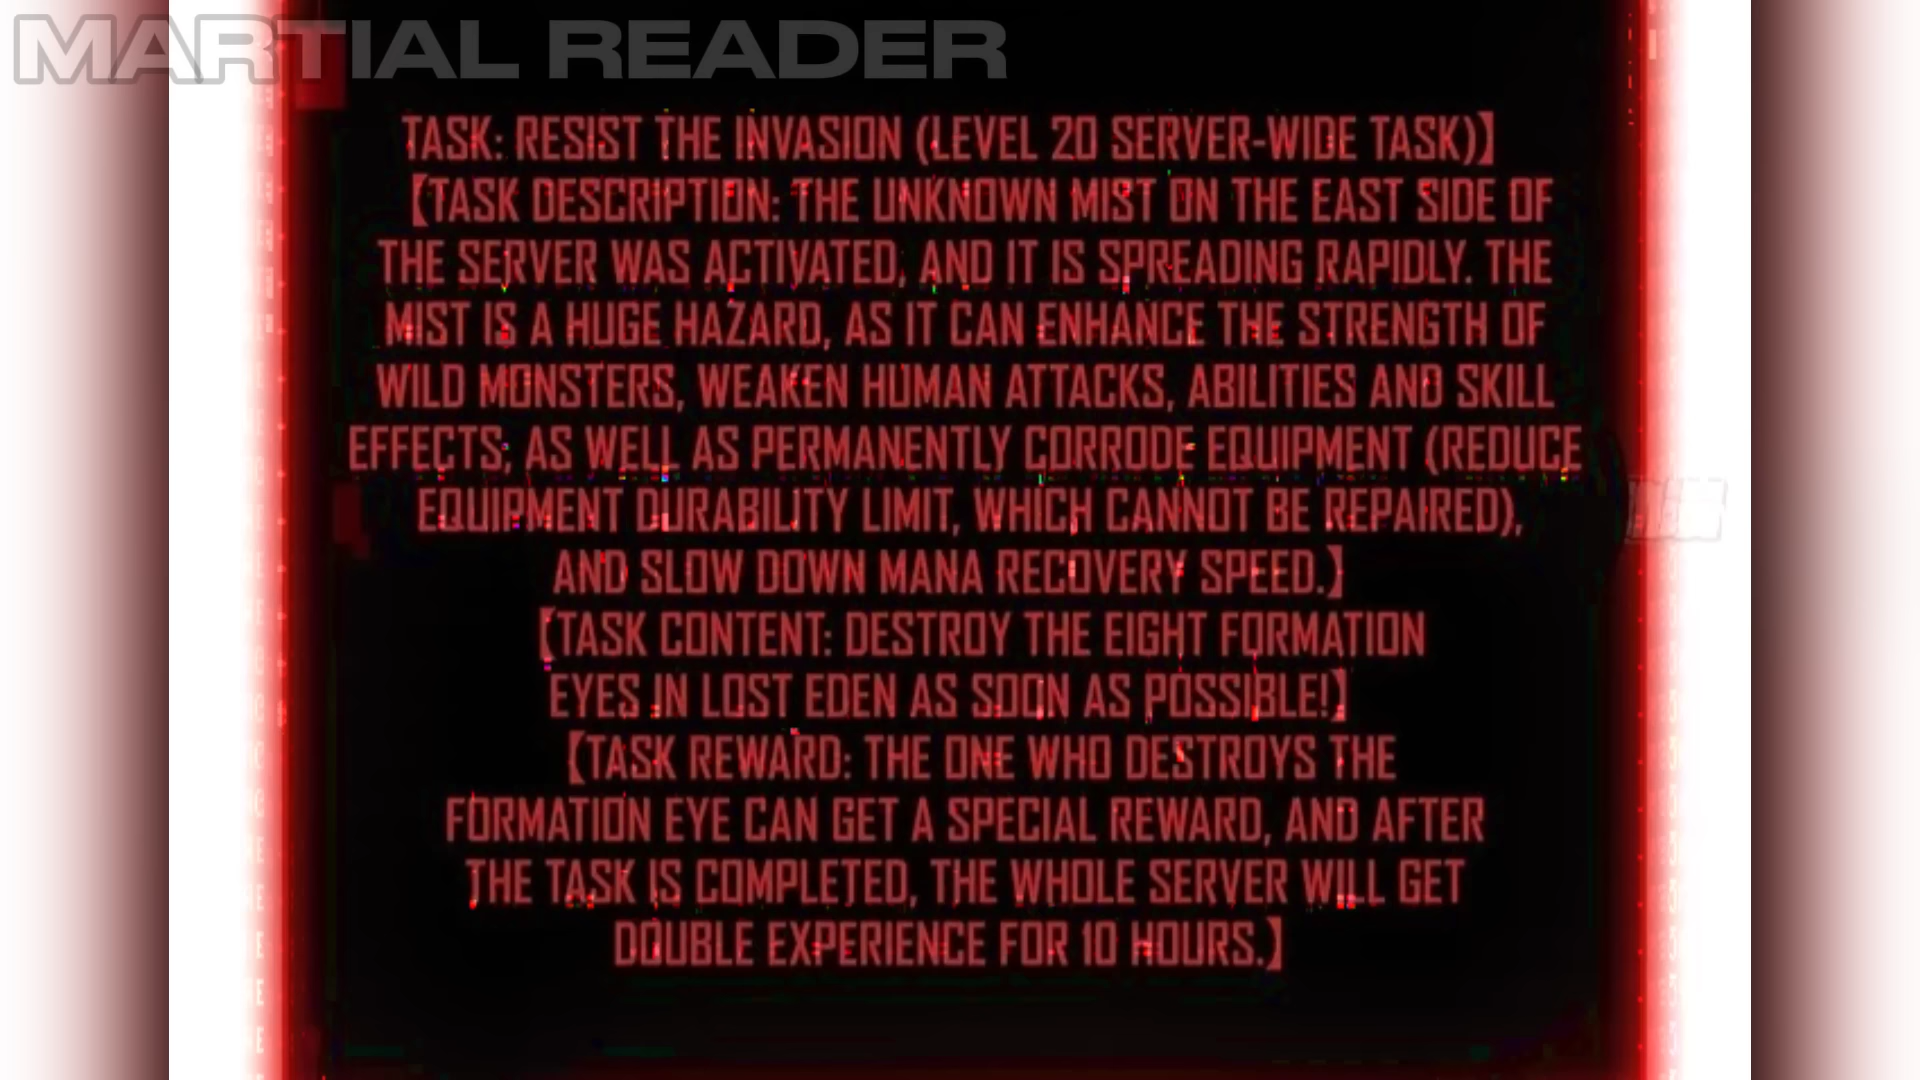 MARTIAL READER
TASK: RESIST THE INVASION (LEVEL 20 SERVER-WIDE TASK)】
【TASK DESCRIPTION: THE UNKNOWN MIST ON THE EAST SIDE OF
THE SERVER WAS ACTIVATED, AND IT IS SPREADING RAPIDLY. THE
MIST IS A HUGE HAZARD, AS IT CAN ENHANCE THE STRENGTH OF
WILD MONSTERS, WEAKEN HUMAN ATTACKS, ABILITIES AND SKILL
EFFECTS; AS WELL AS PERMANENTLY CORRODE EQUIPMENT (REDUCE
EQUIPMENT DURABILITY LIMIT, WHICH CANNOT BE REPAIRED),
AND SLOW DOWN MANA RECOVERY SPEED.】
【TASK CONTENT: DESTROY THE EIGHT FORMATION
EYES IN LOST EDEN AS SOON AS POSSIBLE!】
【TASK REWARD: THE ONE WHO DESTROYS THE
FORMATION EYE CAN GET A SPECIAL REWARD, AND AFTER
THE TASK IS COMPLETED, THE WHOLE SERVER WILL GET
DOUBLE EXPERIENCE FOR 10 HOURS.】